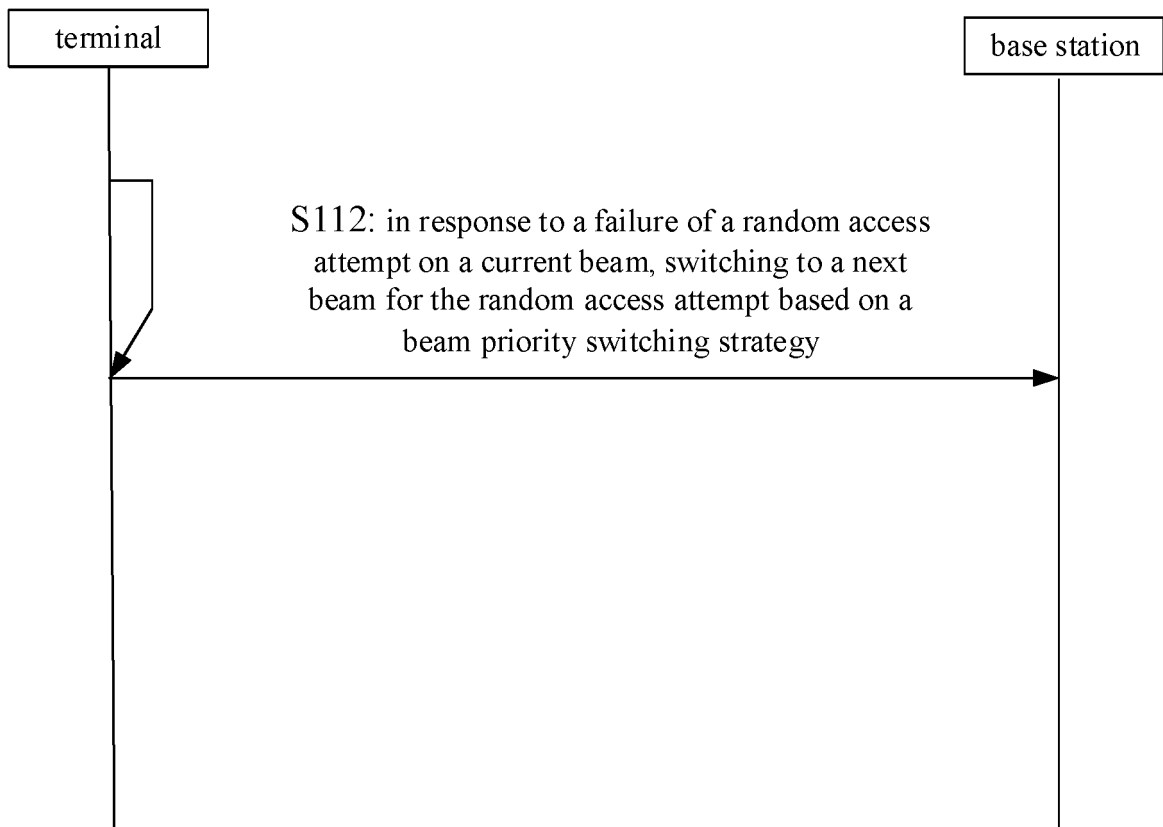 terminal
base station
S112: in response to a failure of a random access
attempt on a current beam, switching to a next
beam for the random access attempt based on a
beam priority switching strategy